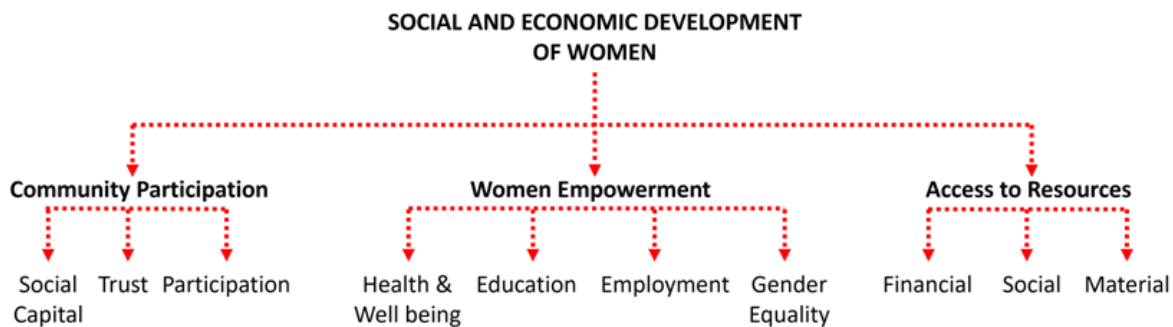 SOCIAL AND ECONOMIC DEVELOPMENT
OF WOMEN
Community Participation
Women Empowerment
Access to Resources
Social
Capital
Trust
Participation
Health &
Well being
Education
Employment
Gender
Equality
Financial
Social
Material